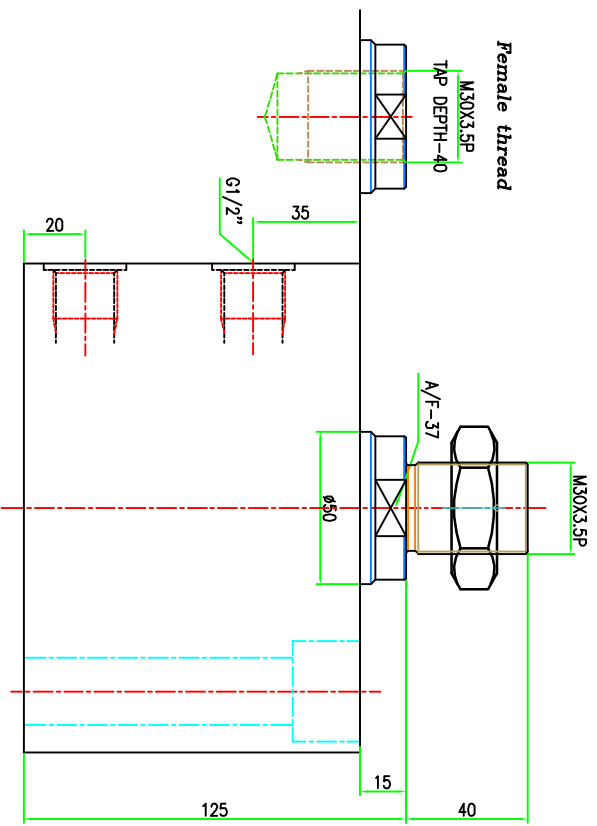 Female thread
M30X3.5P
TAP DEPTH-40
G1/2"
35
20
A/F-37
M30X3.5P
ø50
15
125
40